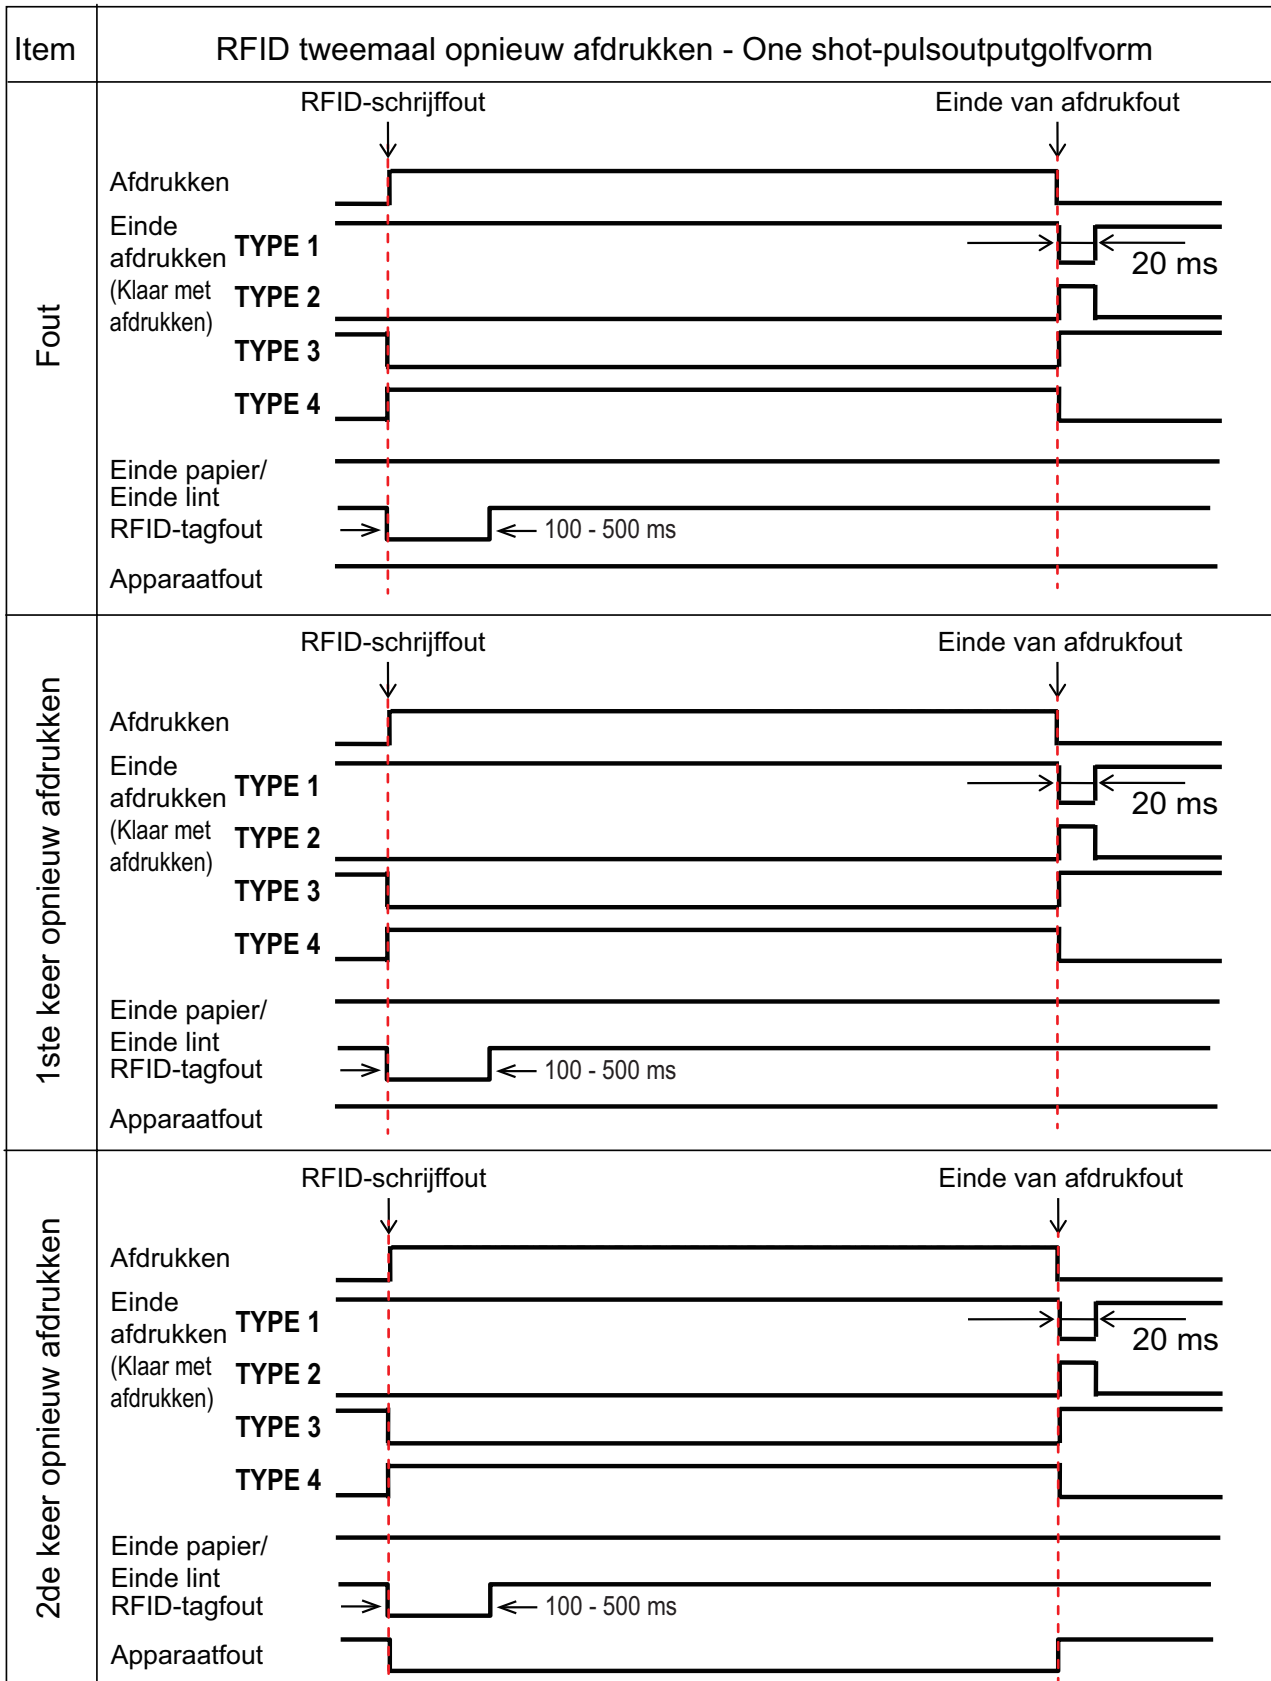 Item
RFID tweemaal opnieuw afdrukken - One shot-pulsoutputgolfvorm
Fout
RFID-schrijffout
Einde van afdrukfout
Afdrukken
Einde
afdrukken
(Klaar met
afdrukken)
TYPE 1
20 ms
TYPE 2
TYPE 3
TYPE 4
Einde papier/
Einde lint
RFID-tagfout
100 - 500 ms
Apparaatfout
1ste keer opnieuw afdrukken
RFID-schrijffout
Einde van afdrukfout
Afdrukken
Einde
afdrukken
(Klaar met
afdrukken)
TYPE 1
20 ms
TYPE 2
TYPE 3
TYPE 4
Einde papier/
Einde lint
RFID-tagfout
100 - 500 ms
Apparaatfout
2de keer opnieuw afdrukken
RFID-schrijffout
Einde van afdrukfout
Afdrukken
Einde
afdrukken
(Klaar met
afdrukken)
TYPE 1
20 ms
TYPE 2
TYPE 3
TYPE 4
Einde papier/
Einde lint
RFID-tagfout
100 - 500 ms
Apparaatfout